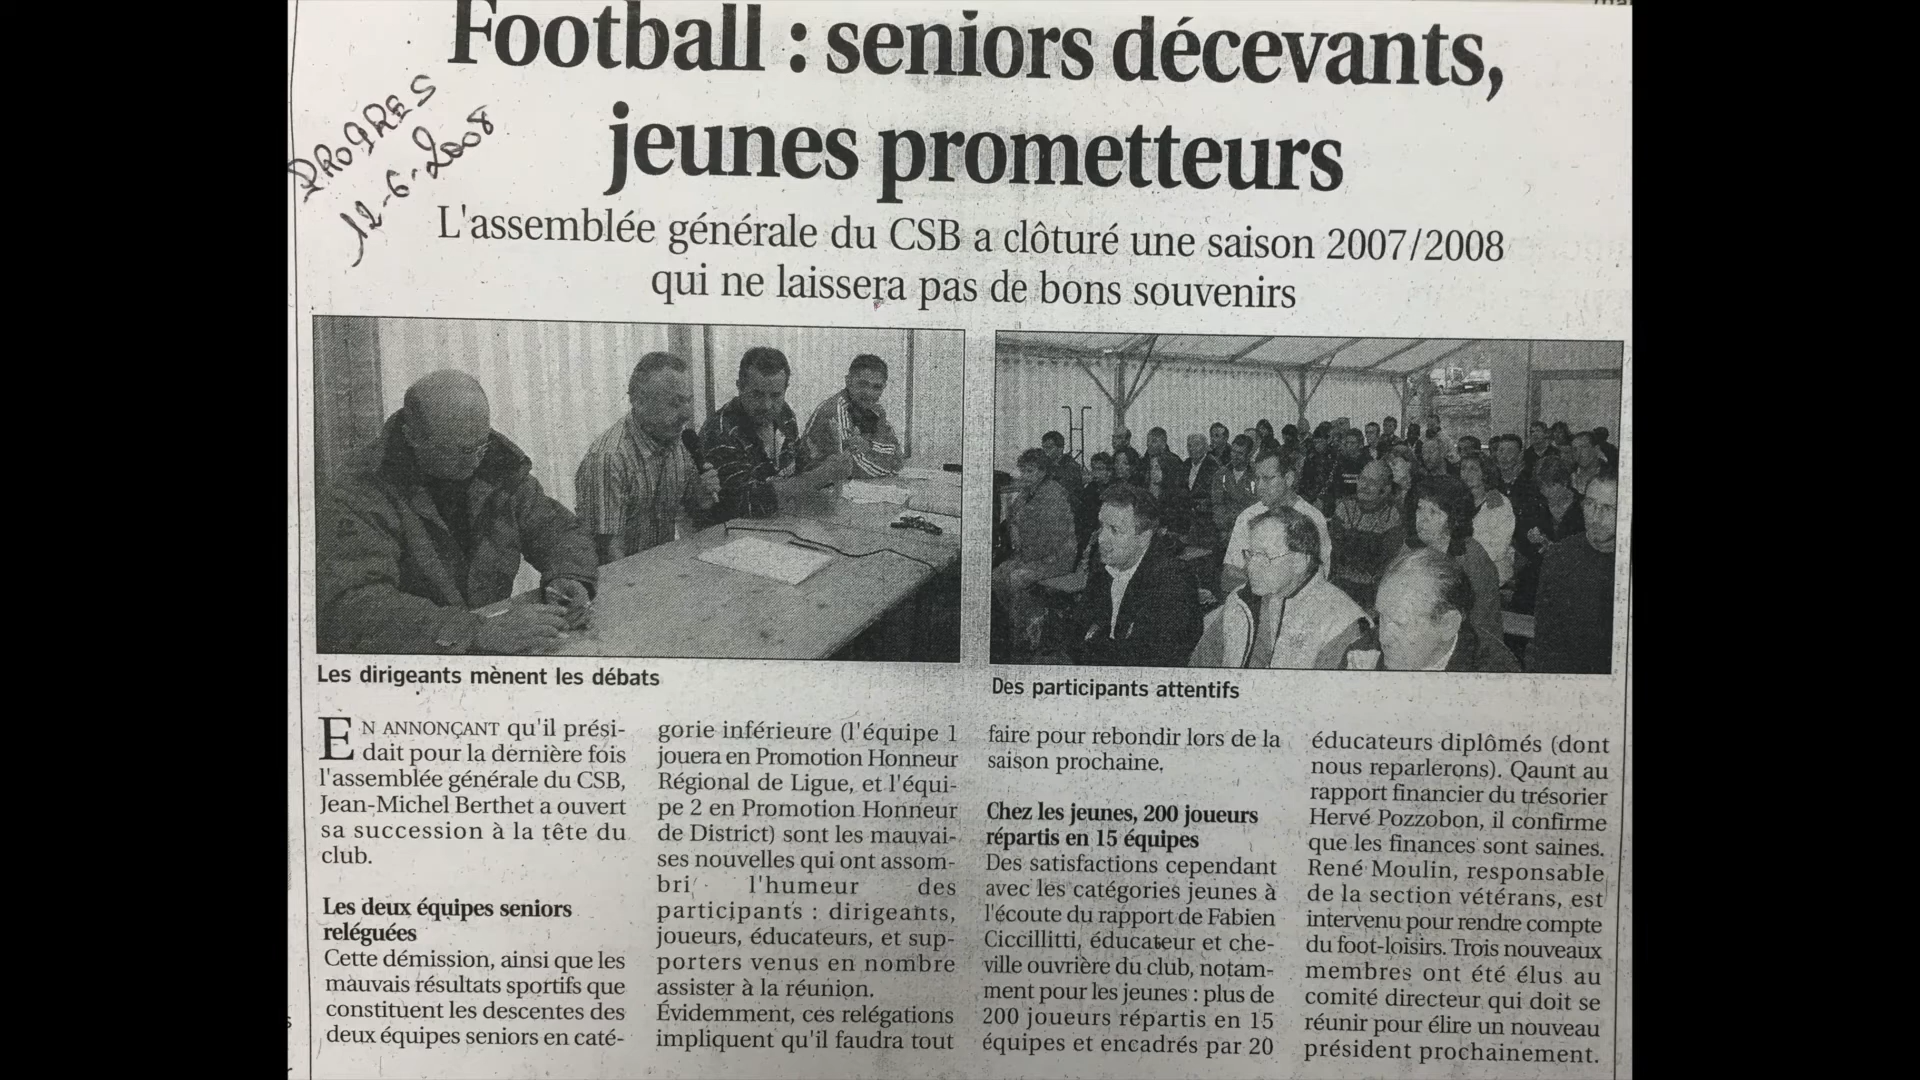 Football : seniors décevants,
jeunes prometteurs
PROGRES
12-6-2008
L'assemblée générale du CSB a clôturé une saison 2007/2008
qui ne laissera pas de bons souvenirs
Les dirigeants mènent les débats
Des participants attentifs
EN ANNONÇANT qu'il prési-
dait pour la dernière fois
l'assemblée générale du CSB,
Jean-Michel Berthet a ouvert
sa succession à la tête du
club.
Les deux équipes seniors
reléguées
Cette démission, ainsi que les
mauvais résultats sportifs que
constituent les descentes des
deux équipes seniors en caté-
gorie inférieure (l'équipe 1
jouera en Promotion Honneur
Régional de Ligue, et l'équi-
pe 2 en Promotion Honneur
de District) sont les mauvai-
ses nouvelles qui ont assom-
bri l'humeur des
participants : dirigeants,
joueurs, éducateurs, et sup-
porters venus en nombre
assister à la réunion.
Évidemment, ces relégations
impliquent qu'il faudra tout
faire pour rebondir lors de la
saison prochaine.
Chez les jeunes, 200 joueurs
répartis en 15 équipes
Des satisfactions cependant
avec les catégories jeunes à
l'écoute du rapport de Fabien
Ciccillitti, éducateur et che-
ville ouvrière du club, notam-
ment pour les jeunes : plus de
200 joueurs répartis en 15
équipes et encadrés par 20
éducateurs diplômés (dont
nous reparlerons). Qaunt au
rapport financier du trésorier
Hervé Pozzobon, il confirme
que les finances sont saines.
René Moulin, responsable
de la section vétérans, est
intervenu pour rendre compte
du foot-loisirs. Trois nouveaux
membres ont été élus au
comité directeur qui doit se
réunir pour élire un nouveau
président prochainement.